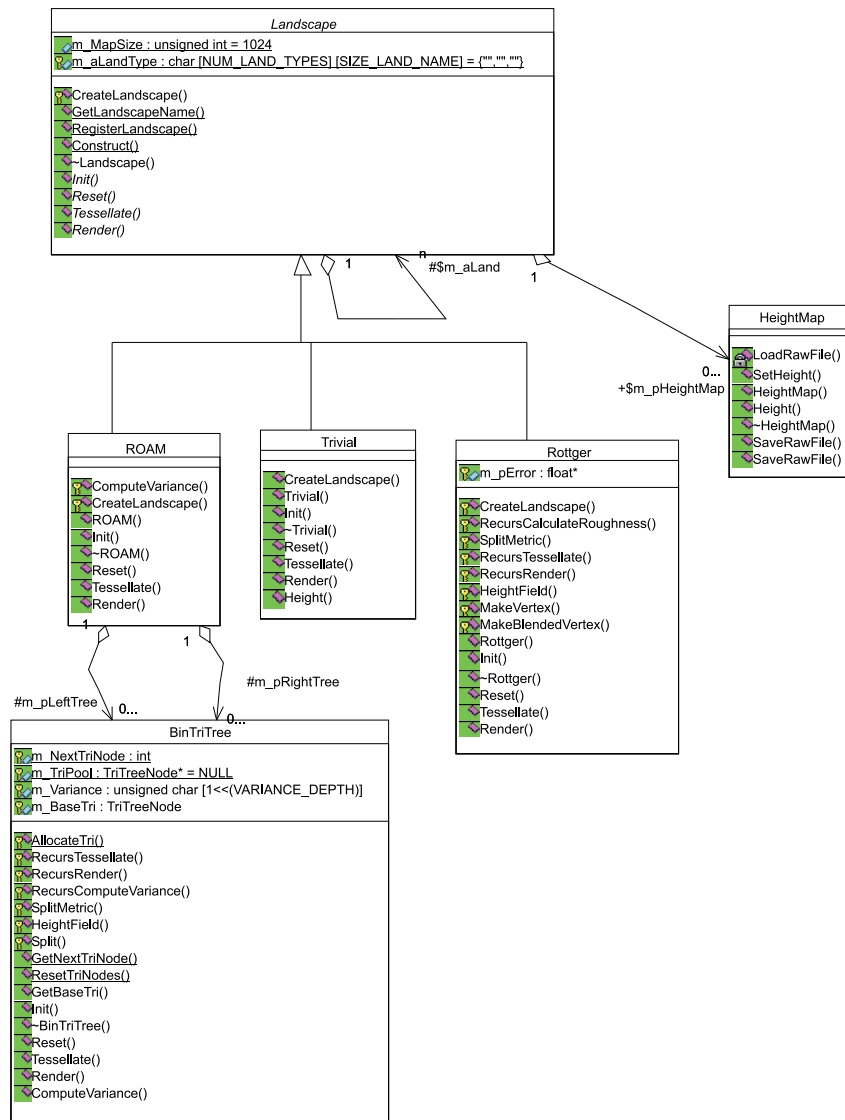 Landscape
m_MapSize : unsigned int = 1024
m_aLandType : char [NUM_LAND_TYPES] [SIZE_LAND_NAME] = {"","",""}
CreateLandscape()
GetLandscapeName()
RegisterLandscape()
Construct()
~Landscape()
Init()
Reset()
Tessellate()
Render()
1
n
#$m_aLand
1
0...
+$m_pHeightMap
HeightMap
LoadRawFile()
SetHeight()
HeightMap()
Height()
~HeightMap()
SaveRawFile()
SaveRawFile()
ROAM
ComputeVariance()
CreateLandscape()
ROAM()
Init()
~ROAM()
Reset()
Tessellate()
Render()
Trivial
CreateLandscape()
Trivial()
Init()
~Trivial()
Reset()
Tessellate()
Render()
Height()
Rottger
m_pError : float*
CreateLandscape()
RecursCalculateRoughness()
SplitMetric()
RecursTessellate()
RecursRender()
HeightField()
MakeVertex()
MakeBlendedVertex()
Rottger()
Init()
~Rottger()
Reset()
Tessellate()
Render()
1
1
#m_pLeftTree
0...
#m_pRightTree
0...
BinTriTree
m_NextTriNode : int
m_TriPool : TriTreeNode* = NULL
m_Variance : unsigned char [1<<(VARIANCE_DEPTH)]
m_BaseTri : TriTreeNode
AllocateTri()
RecursTessellate()
RecursRender()
RecursComputeVariance()
SplitMetric()
HeightField()
Split()
GetNextTriNode()
ResetTriNodes()
GetBaseTri()
Init()
~BinTriTree()
Reset()
Tessellate()
Render()
ComputeVariance()